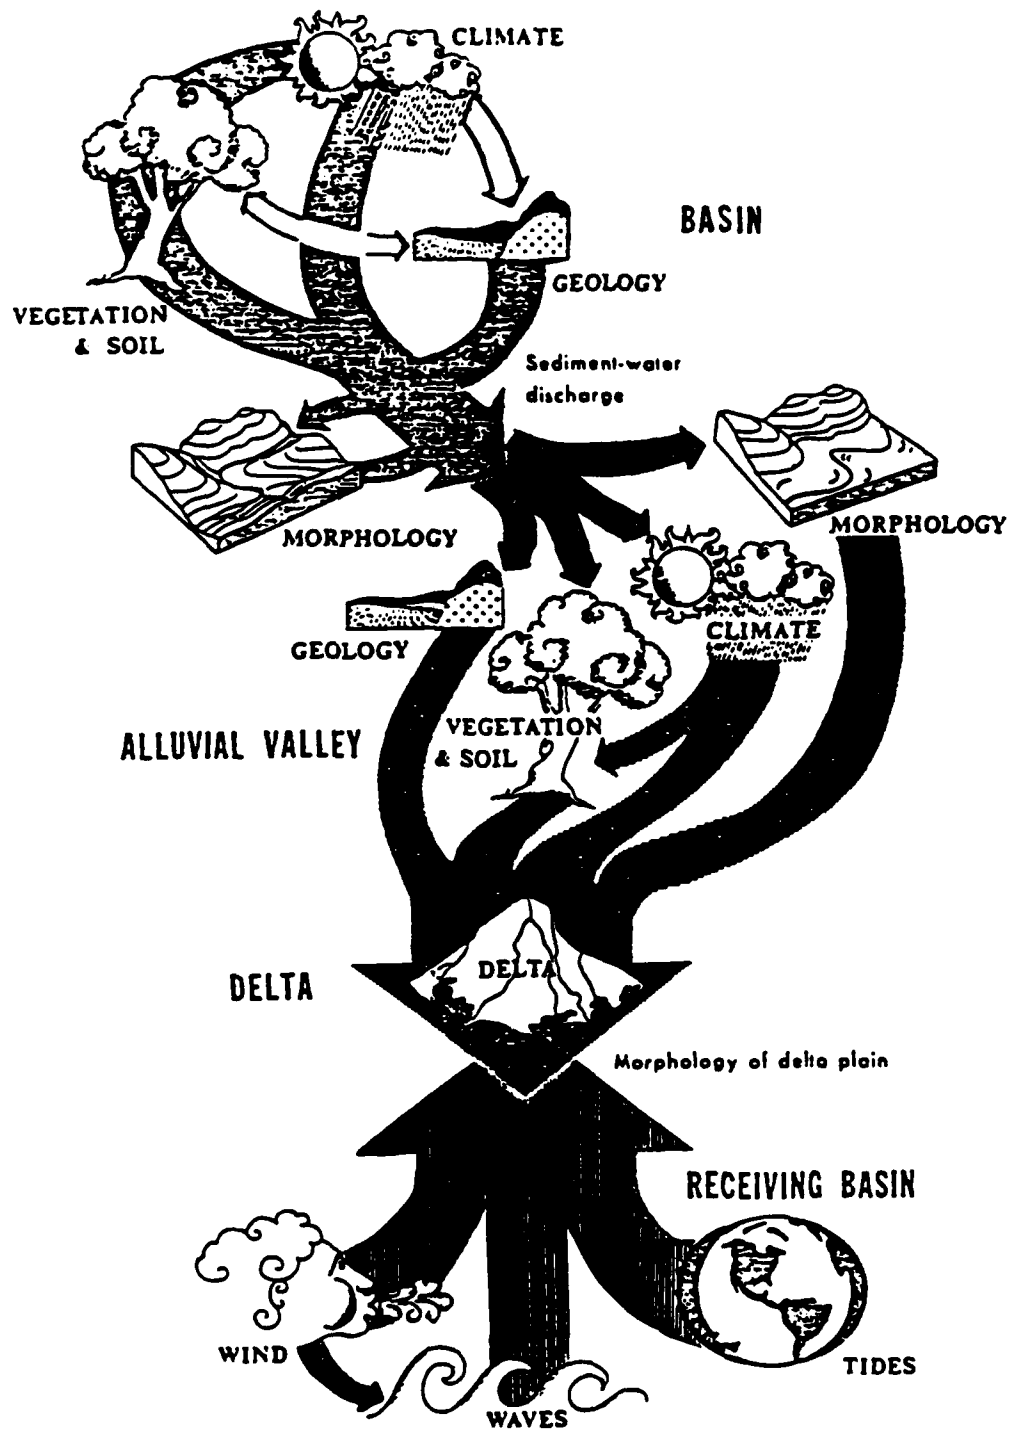 CLIMATE
BASIN
GEOLOGY
VEGETATION
& SOIL
Sediment-water
discharge
MORPHOLOGY
MORPHOLOGY
GEOLOGY
CLIMATE
VEGETATION
& SOIL
ALLUVIAL VALLEY
DELTA
DELTA
Morphology of delta plain
RECEIVING BASIN
WIND
TIDES
WAVES